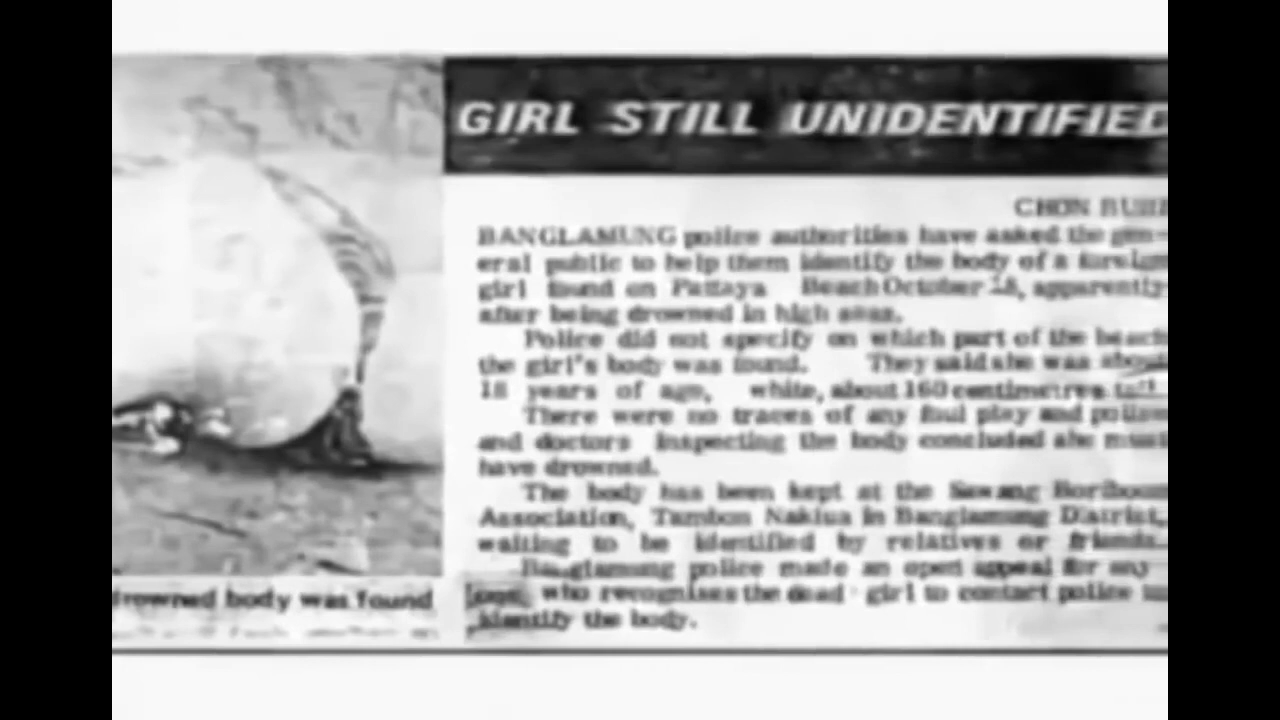 GIRL STILL UNIDENTIFIED
CHON BURI
BANGLAMUNG police authorities have asked the gen-
eral public to help them identify the body of a foreign
girl found on Pattaya Beach October 18, apparently
after being drowned in high seas.
Police did not specify on which part of the beach
the girl's body was found. They said she was about
18 years of age, white, about 160 centimetres tall.
There were no traces of any foul play and police
and doctors inspecting the body concluded she must
have drowned.
The body has been kept at the Sawang Boriboon
Association, Tambon Naklua in Banglamung District,
waiting to be identified by relatives or friends.
Banglamung police made an open appeal for any-
one, who recognises the dead girl to contact police to
identify the body.
drowned body was found